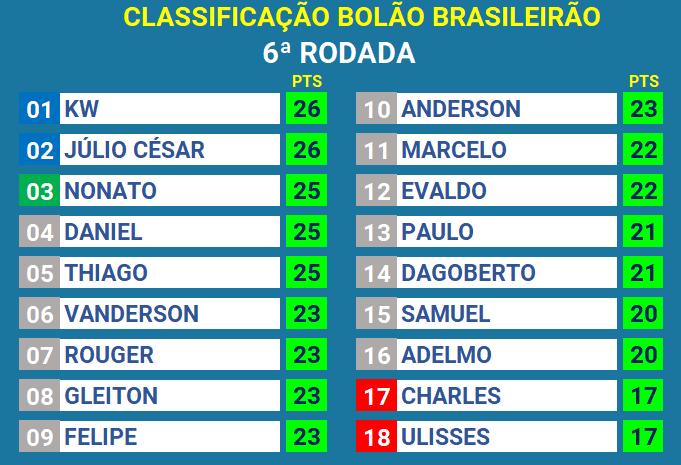 CLASSIFICAÇÃO BOLÃO BRASILEIRÃO
6ª RODADA
PTS
01 KW 26
02 JÚLIO CÉSAR 26
03 NONATO 25
04 DANIEL 25
05 THIAGO 25
06 VANDERSON 23
07 ROUGER 23
08 GLEITON 23
09 FELIPE 23
PTS
10 ANDERSON 23
11 MARCELO 22
12 EVALDO 22
13 PAULO 21
14 DAGOBERTO 21
15 SAMUEL 20
16 ADELMO 20
17 CHARLES 17
18 ULISSES 17